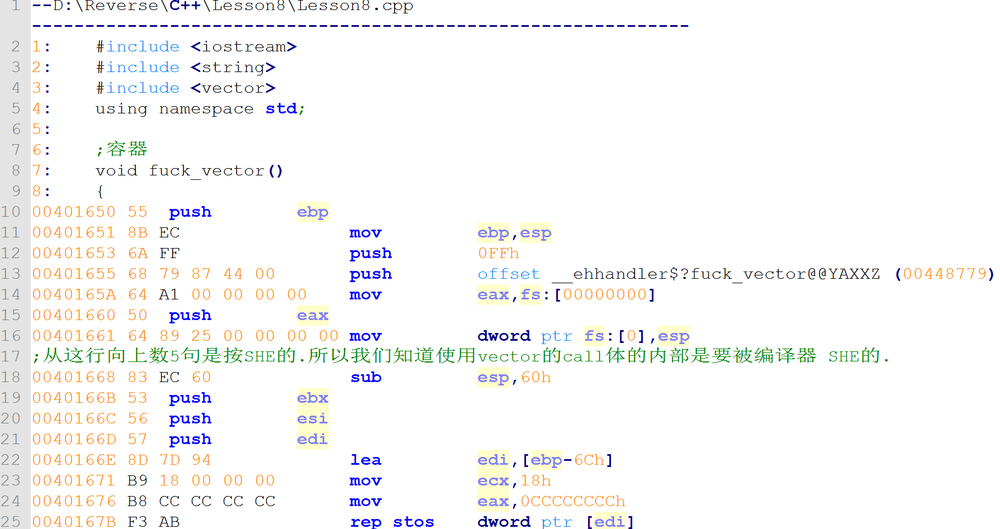 1 --D:\Reverse\C++\Lesson8\Lesson8.cpp
--------------------------------------------------------------
2 1: #include <iostream>
3 2: #include <string>
4 3: #include <vector>
5 4: using namespace std;
6 5:
7 6: ;容器
8 7: void fuck_vector()
9 8: {
10 00401650 55 push ebp
11 00401651 8B EC mov ebp,esp
12 00401653 6A FF push 0FFh
13 00401655 68 79 87 44 00 push offset __ehhandler$?fuck_vector@@YAXXZ (00448779)
14 0040165A 64 A1 00 00 00 00 mov eax,fs:[00000000]
15 00401660 50 push eax
16 00401661 64 89 25 00 00 00 00 mov dword ptr fs:[0],esp
17 ;从这行向上数5句是按SHE的.所以我们知道使用vector的call体的内部是要被编译器 SHE的.
18 00401668 83 EC 60 sub esp,60h
19 0040166B 53 push ebx
20 0040166C 56 push esi
21 0040166D 57 push edi
22 0040166E 8D 7D 94 lea edi,[ebp-6Ch]
23 00401671 B9 18 00 00 00 mov ecx,18h
24 00401676 B8 CC CC CC CC mov eax,0CCCCCCCCh
25 0040167B F3 AB rep stos dword ptr [edi]